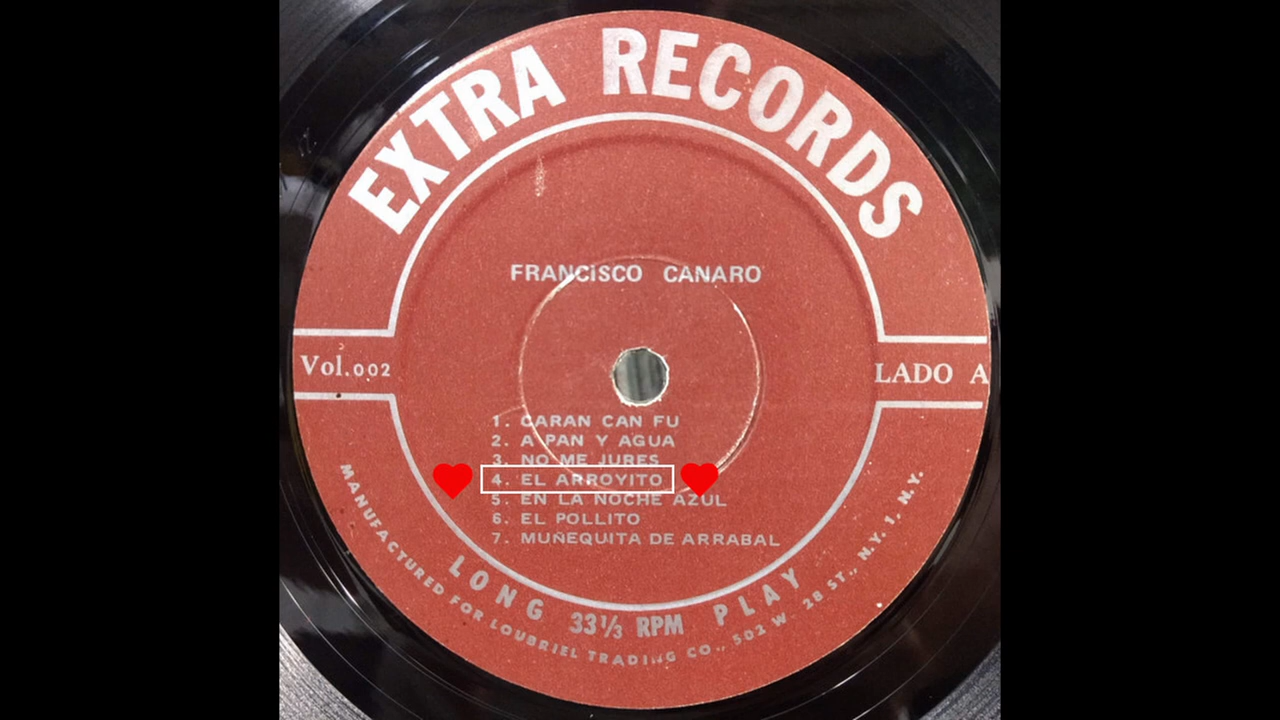 EXTRA RECORDS
FRANCISCO CANARO
Vol.002
LADO A
1. CARAN CAN FU
2. A PAN Y AGUA
3. NO ME JURES
4. EL ARROYITO
5. EN LA NOCHE AZUL
6. EL POLLITO
7. MUÑEQUITA DE ARRABAL
LONG 33⅓ RPM PLAY
MANUFACTURED FOR LOUBRIEL TRADING CO., 502 W. 28 ST., N.Y. 1, N.Y.